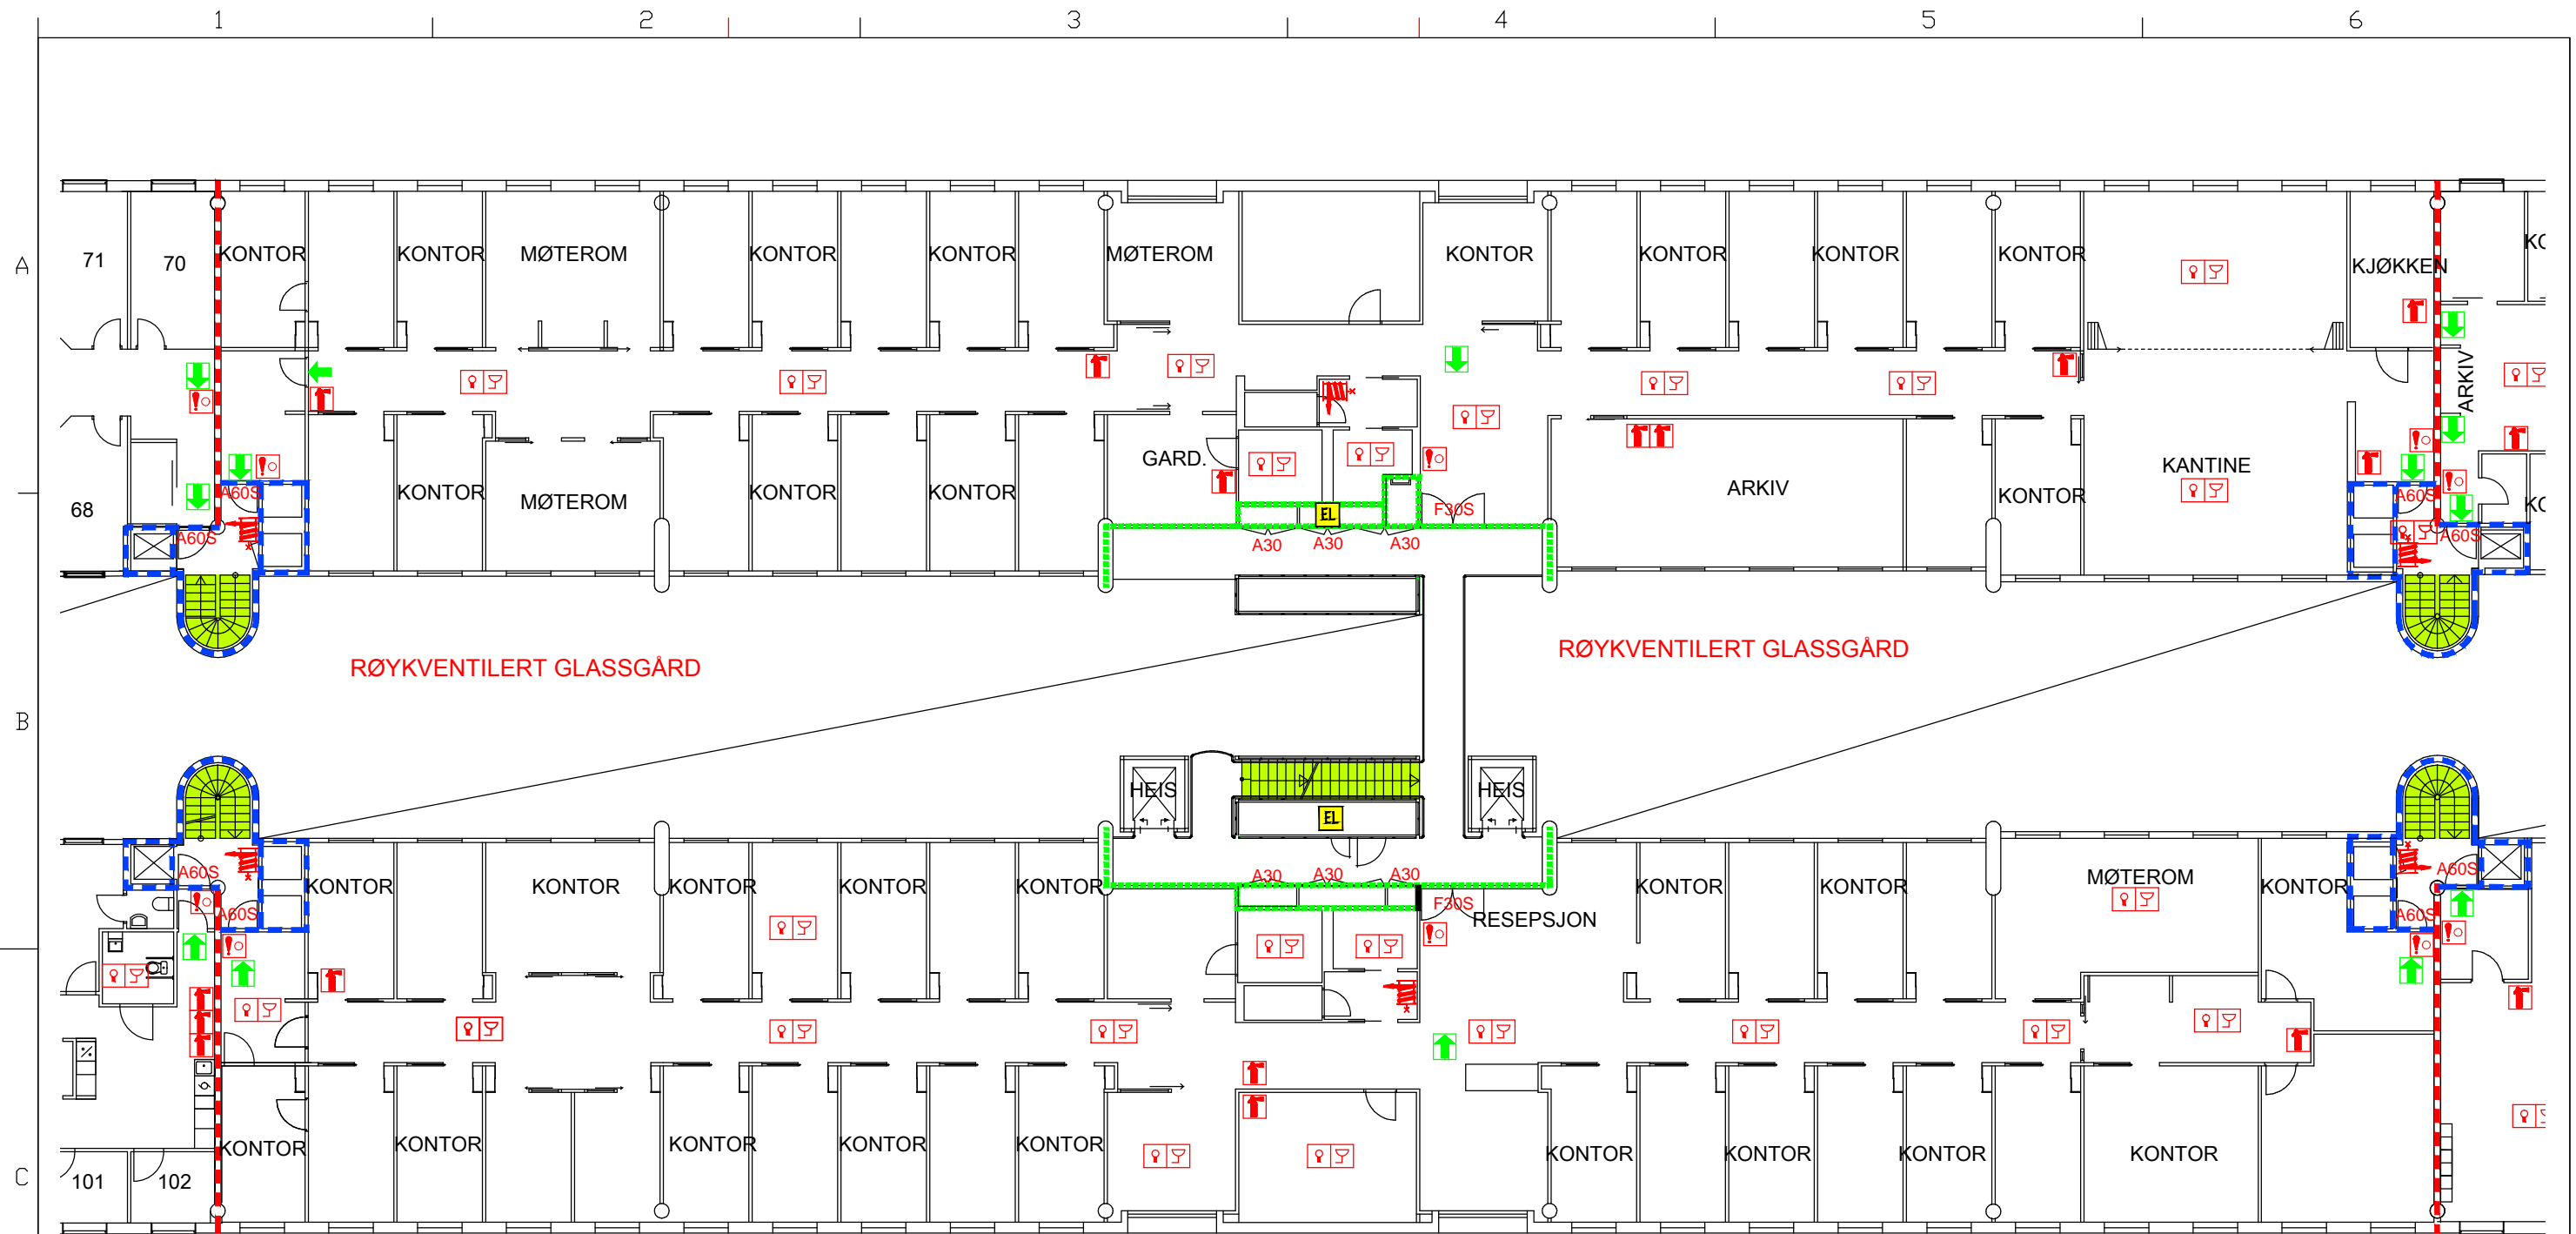 1 2 3 4 5 6
A
71 70 KONTOR KONTOR MØTEROM KONTOR KONTOR MØTEROM KONTOR KONTOR KONTOR KONTOR KJØKKEN
ARKIV
68 KONTOR MØTEROM KONTOR KONTOR GARD. ARKIV KONTOR KANTINE
A60S A60S A60S A60S
EL F30S
A30 A30 A30
RØYKVENTILERT GLASSGÅRD RØYKVENTILERT GLASSGÅRD
B
HEIS HEIS
EL
A30 A30 A30
A60S A60S F30S A60S A60S
KONTOR KONTOR KONTOR KONTOR KONTOR RESEPSJON KONTOR KONTOR MØTEROM KONTOR
C
101 102 KONTOR KONTOR KONTOR KONTOR KONTOR KONTOR KONTOR KONTOR KONTOR